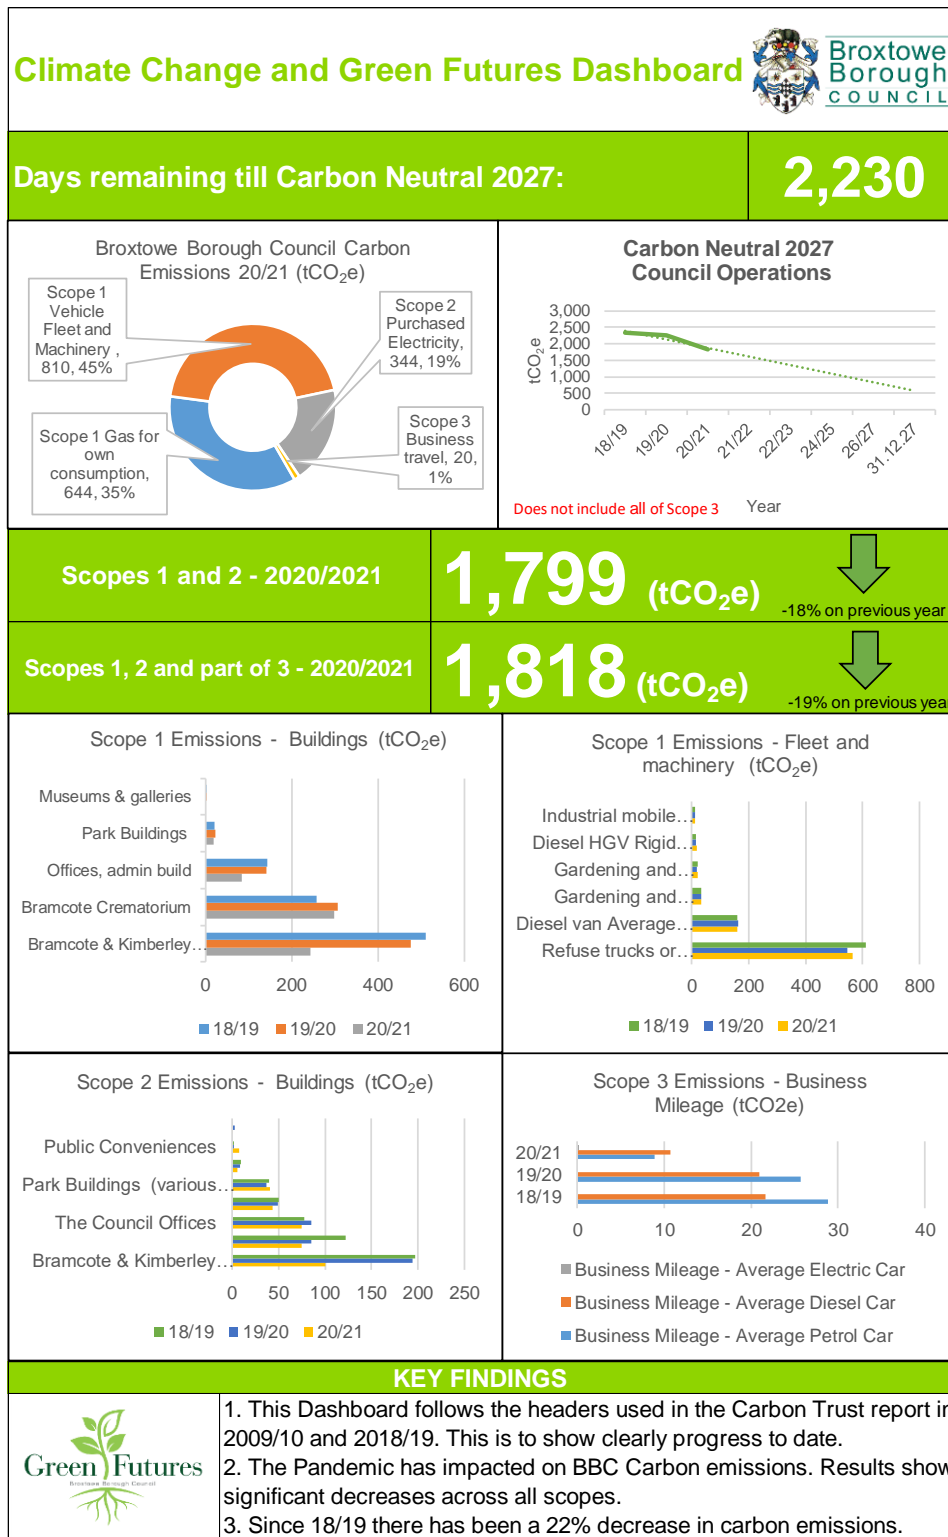 Climate Change and Green Futures Dashboard
Broxtowe
Borough
COUNCIL
Days remaining till Carbon Neutral 2027:
2,230
Broxtowe Borough Council Carbon
Emissions 20/21 (tCO₂e)
Scope 1
Vehicle
Fleet and
Machinery ,
810, 45%
Scope 2
Purchased
Electricity,
344, 19%
Scope 1 Gas for
own
consumption,
644, 35%
Scope 3
Business
travel, 20,
1%
Carbon Neutral 2027
Council Operations
tCO₂e
3,000
2,500
2,000
1,500
1,000
500
0
18/19
19/20
20/21
21/22
22/23
24/25
26/27
31.12.27
Does not include all of Scope 3
Year
Scopes 1 and 2 - 2020/2021
1,799 (tCO₂e)
-18% on previous year
Scopes 1, 2 and part of 3 - 2020/2021
1,818 (tCO₂e)
-19% on previous year
Scope 1 Emissions - Buildings (tCO₂e)
Museums & galleries
Park Buildings
Offices, admin build
Bramcote Crematorium
Bramcote & Kimberley...
0 200 400 600
18/19 19/20 20/21
Scope 1 Emissions - Fleet and
machinery (tCO₂e)
Industrial mobile...
Diesel HGV Rigid...
Gardening and...
Gardening and...
Diesel van Average...
Refuse trucks or...
0 200 400 600 800
18/19 19/20 20/21
Scope 2 Emissions - Buildings (tCO₂e)
Public Conveniences
Park Buildings (various...
The Council Offices
Bramcote & Kimberley...
0 50 100 150 200 250
18/19 19/20 20/21
Scope 3 Emissions - Business
Mileage (tCO2e)
20/21
19/20
18/19
0 10 20 30 40
Business Mileage - Average Electric Car
Business Mileage - Average Diesel Car
Business Mileage - Average Petrol Car
KEY FINDINGS
Green Futures
Broxtowe Borough Council
1. This Dashboard follows the headers used in the Carbon Trust report in
2009/10 and 2018/19. This is to show clearly progress to date.
2. The Pandemic has impacted on BBC Carbon emissions. Results show
significant decreases across all scopes.
3. Since 18/19 there has been a 22% decrease in carbon emissions.